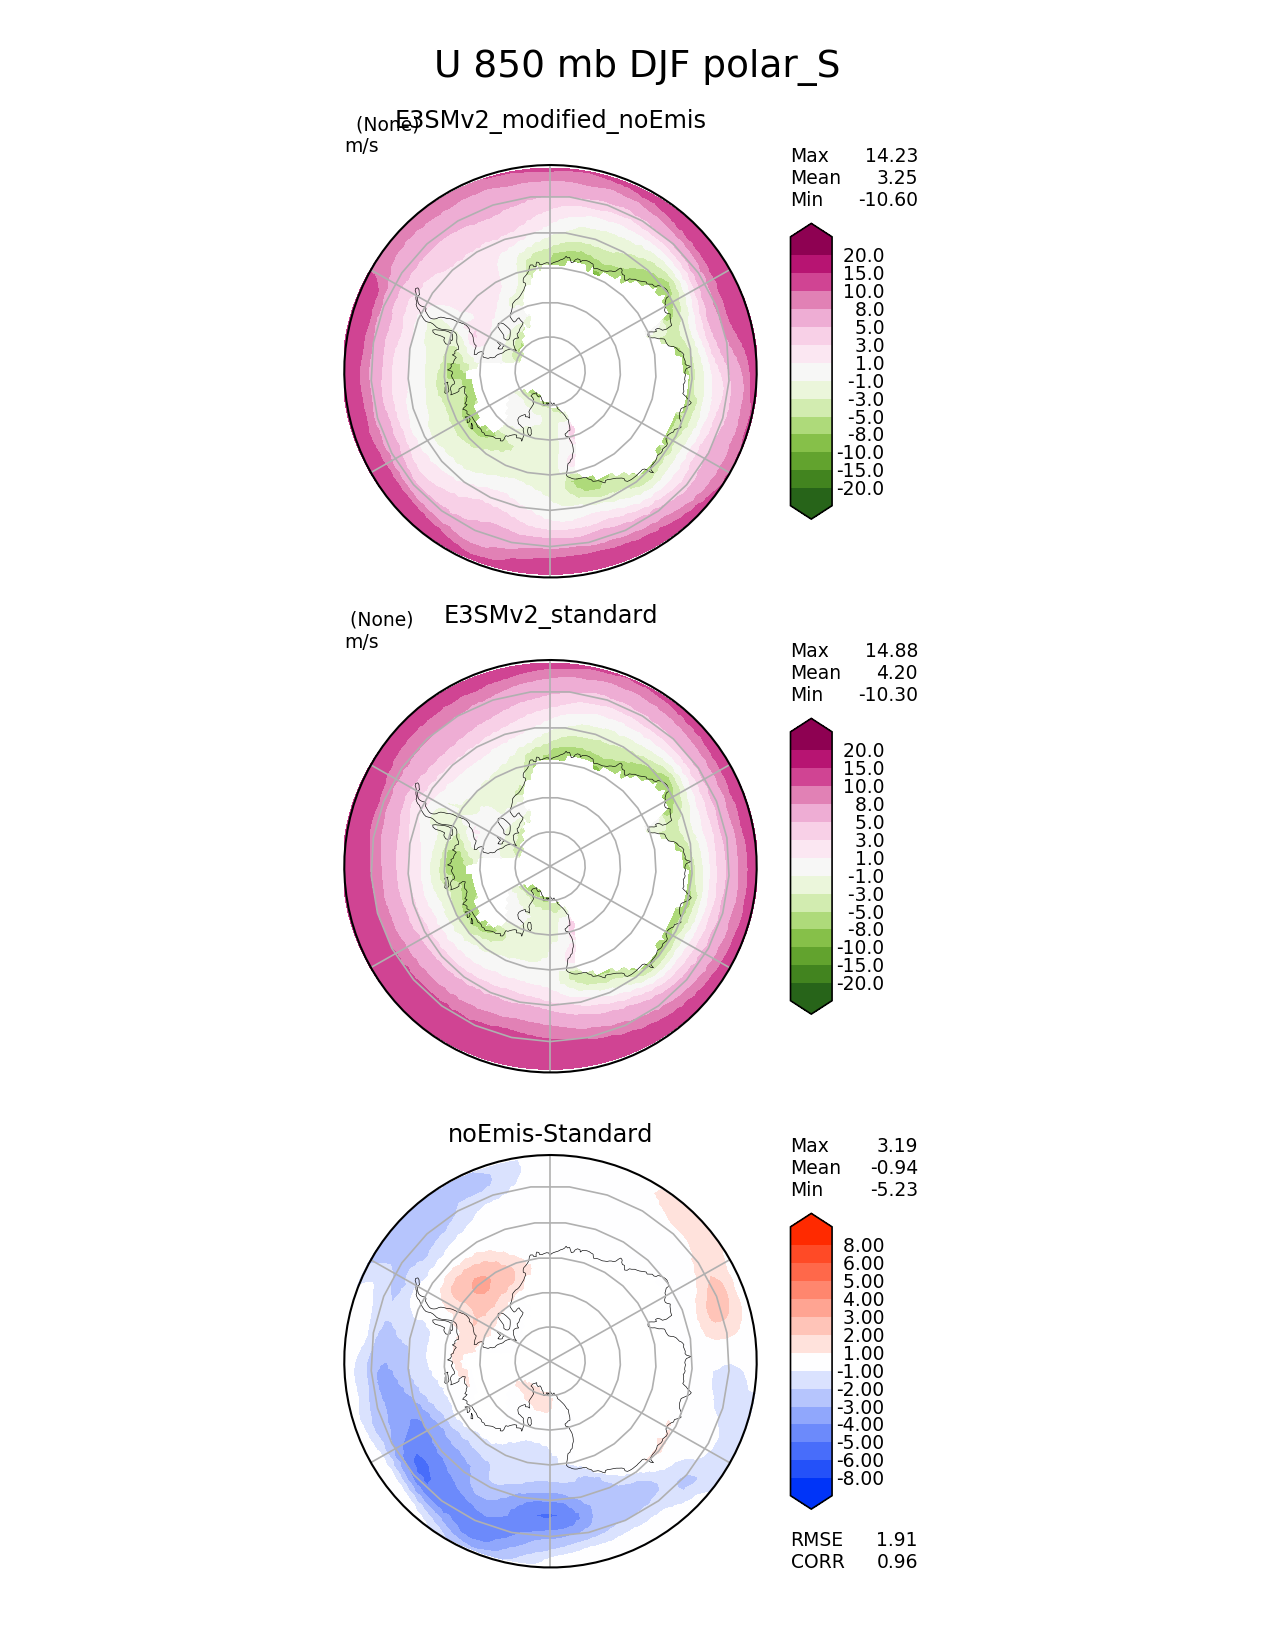 U 850 mb DJF polar_S
E3SMv2_modified_noEmis
(None)
m/s
Max 14.23
Mean 3.25
Min -10.60
20.0
15.0
10.0
8.0
5.0
3.0
1.0
-1.0
-3.0
-5.0
-8.0
-10.0
-15.0
-20.0
(None)
E3SMv2_standard
m/s
Max 14.88
Mean 4.20
Min -10.30
20.0
15.0
10.0
8.0
5.0
3.0
1.0
-1.0
-3.0
-5.0
-8.0
-10.0
-15.0
-20.0
noEmis-Standard
Max 3.19
Mean -0.94
Min -5.23
8.00
6.00
5.00
4.00
3.00
2.00
1.00
-1.00
-2.00
-3.00
-4.00
-5.00
-6.00
-8.00
RMSE 1.91
CORR 0.96